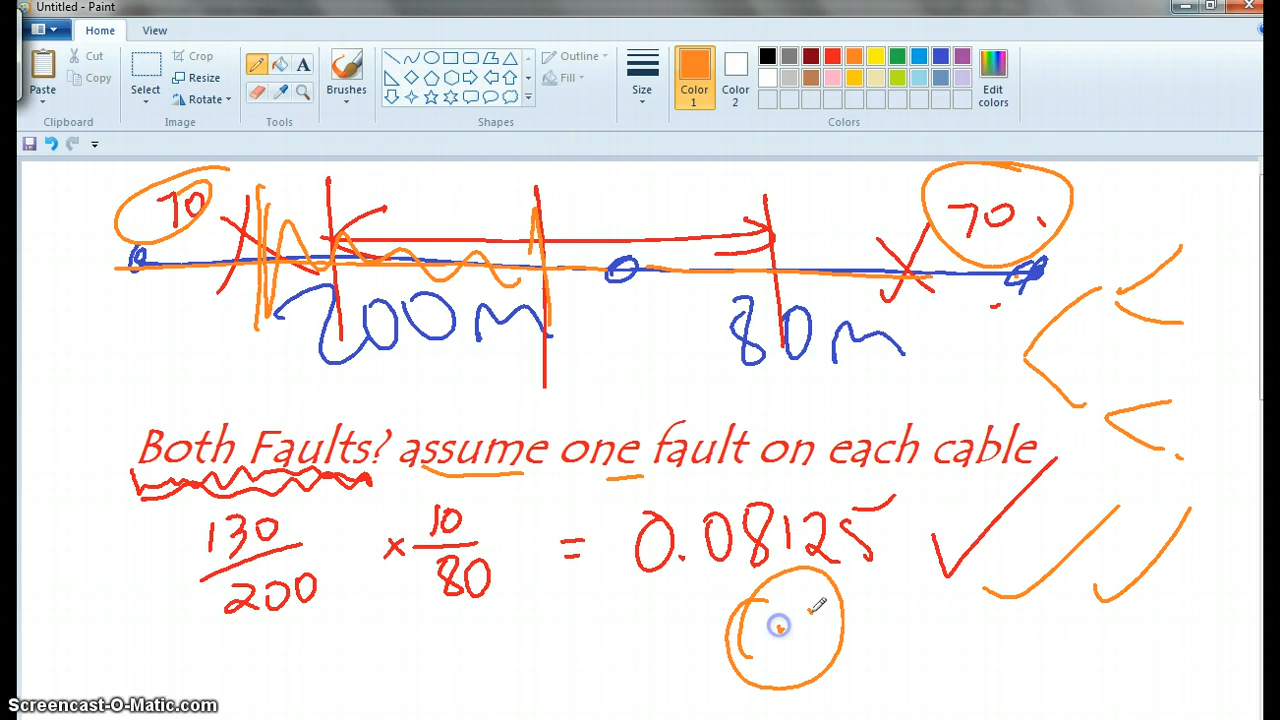 Untitled - Paint
Home View
Paste
Cut
Copy
Clipboard
Select
Crop
Resize
Rotate
Image
Tools
Brushes
Shapes
Outline
Fill
Size
Color 1
Color 2
Edit colors
Colors
70 70.
200m 80m
Both Faults? assume one fault on each cable
130/200 × 10/80 = 0.08125
Screencast-O-Matic.com